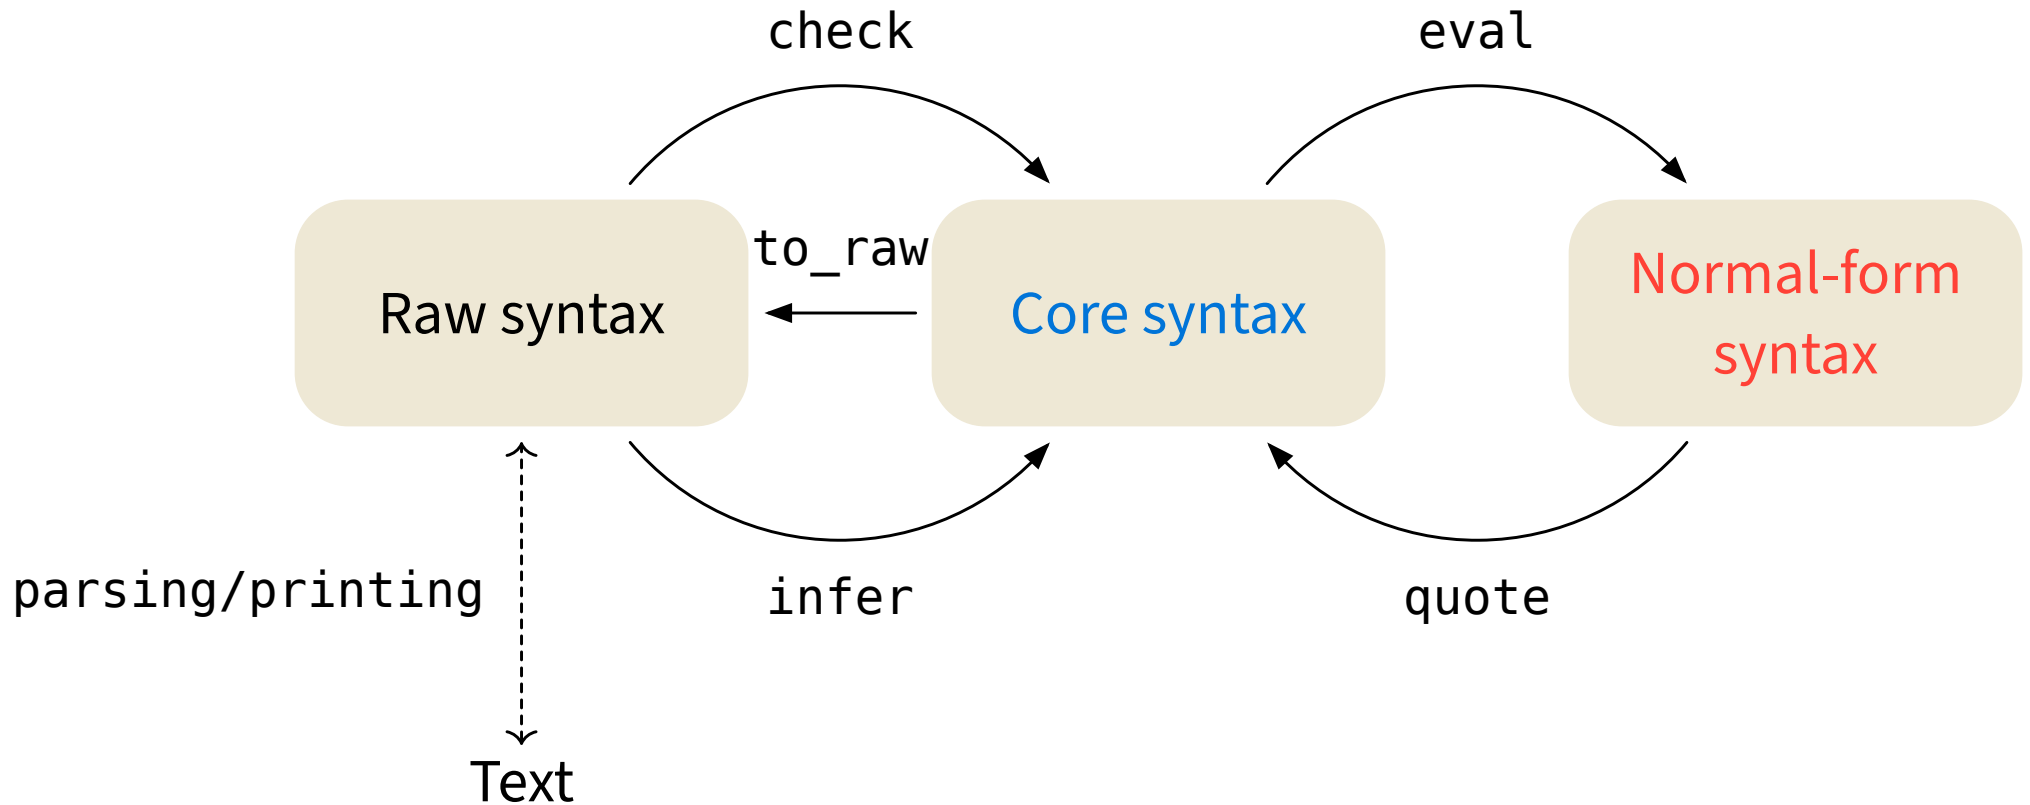 check
eval
to_raw
Raw syntax
Core syntax
Normal-form
syntax
parsing/printing
infer
quote
Text